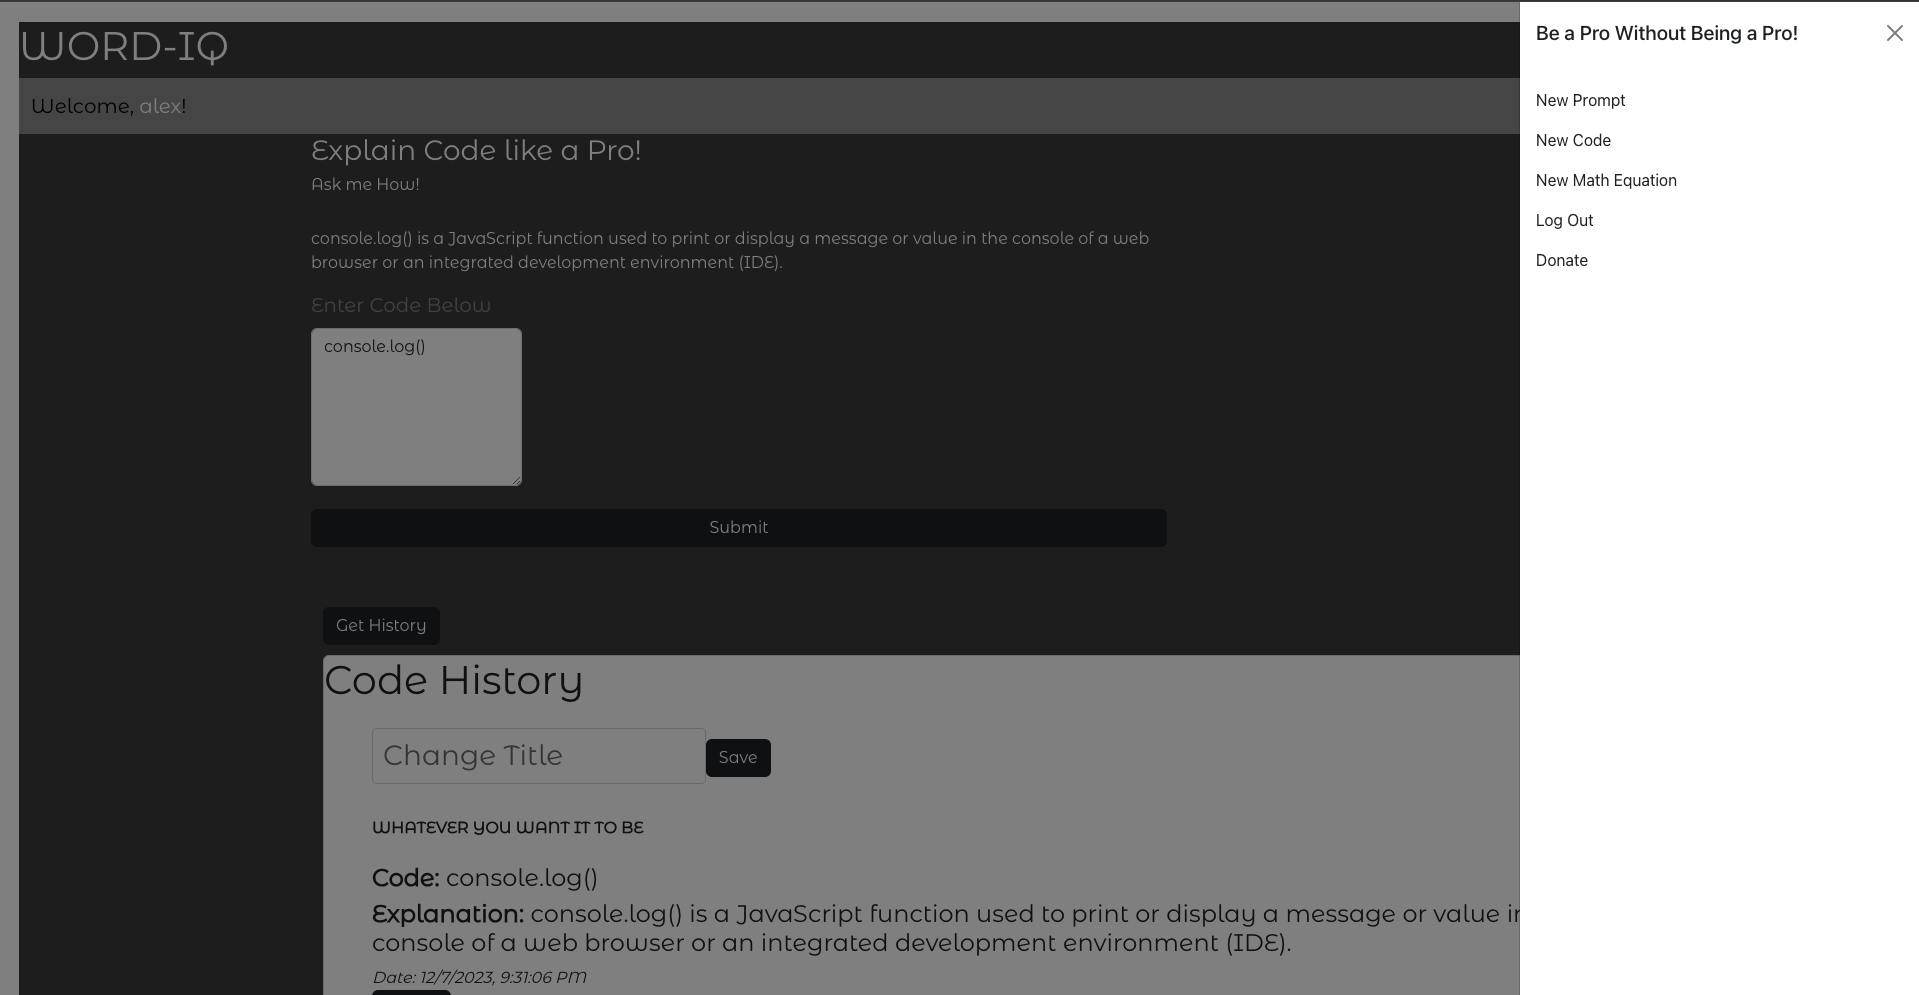 WORD-IQ
Welcome, alex!
Explain Code like a Pro!
Ask me How!
console.log() is a JavaScript function used to print or display a message or value in the console of a web
browser or an integrated development environment (IDE).
Enter Code Below
console.log()
Submit
Get History
Code History
Change Title
Save
WHATEVER YOU WANT IT TO BE
Code: console.log()
Explanation: console.log() is a JavaScript function used to print or display a message or value
console of a web browser or an integrated development environment (IDE).
Date: 12/7/2023, 9:31:06 PM
Be a Pro Without Being a Pro!
New Prompt
New Code
New Math Equation
Log Out
Donate